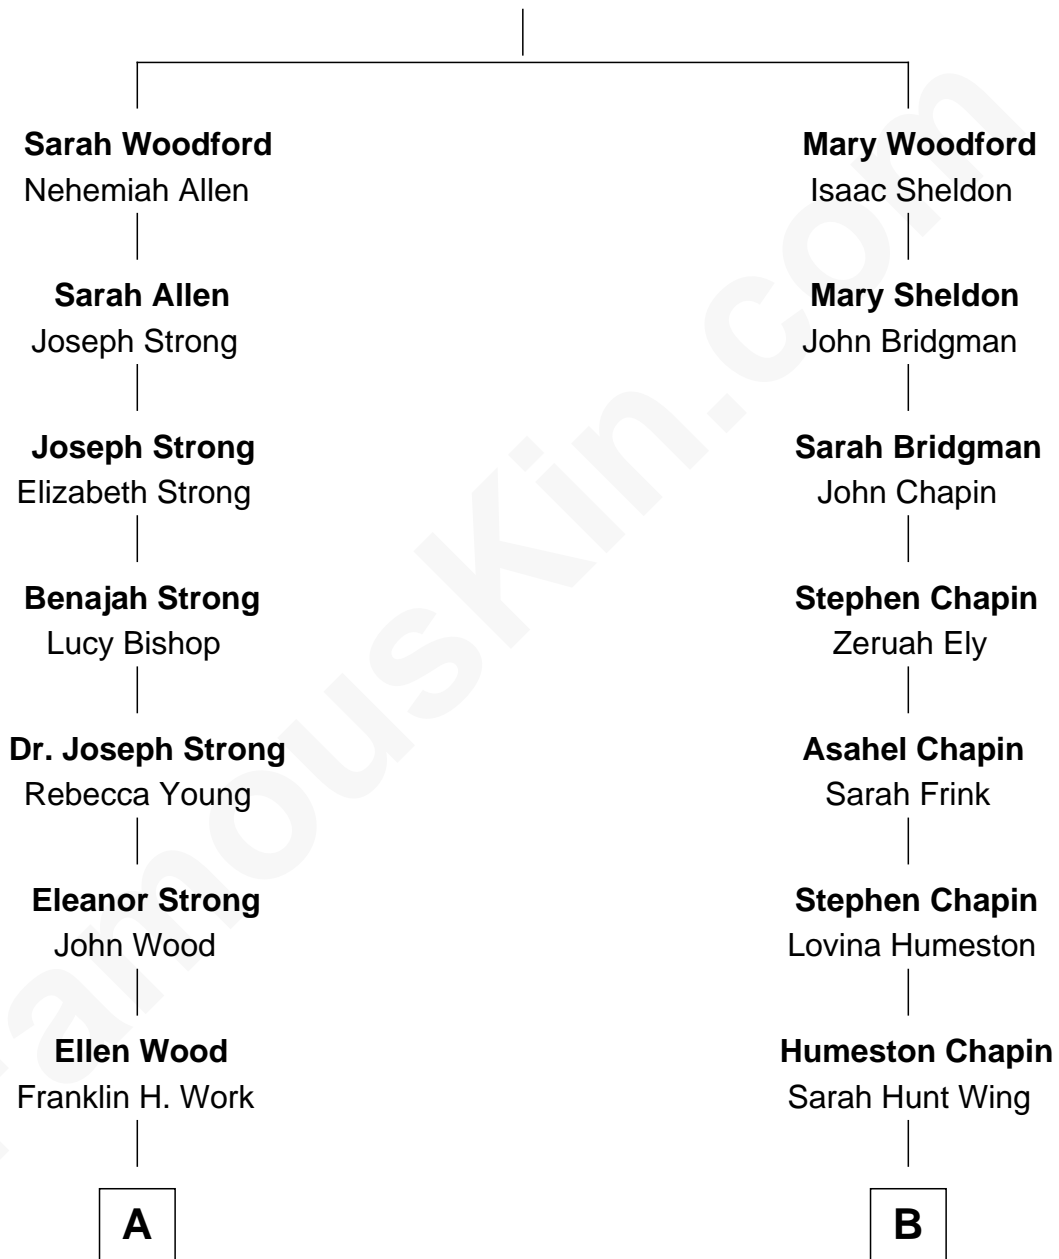 Sarah Woodford
Nehemiah Allen
Sarah Allen
Joseph Strong
Joseph Strong
Elizabeth Strong
Benajah Strong
Lucy Bishop
Dr. Joseph Strong
Rebecca Young
Eleanor Strong
John Wood
Ellen Wood
Franklin H. Work
A
Mary Woodford
Isaac Sheldon
Mary Sheldon
John Bridgman
Sarah Bridgman
John Chapin
Stephen Chapin
Zeruah Ely
Asahel Chapin
Sarah Frink
Stephen Chapin
Lovina Humeston
Humeston Chapin
Sarah Hunt Wing
B
FamousKin.com